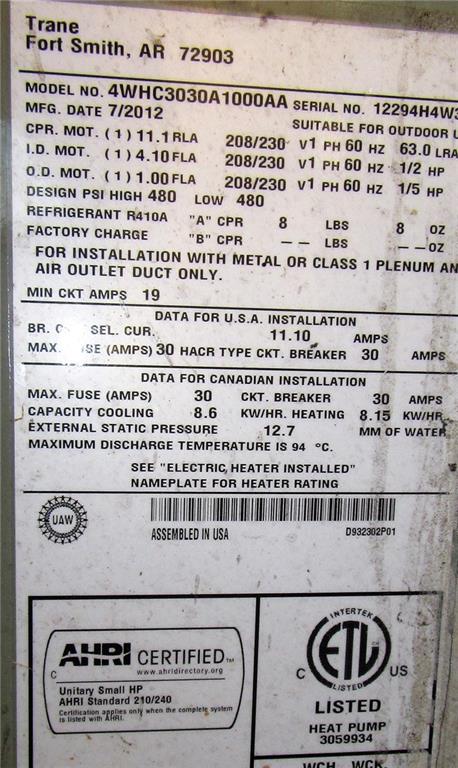 Trane
Fort Smith, AR 72903
MODEL NO. 4WHC3030A1000AA SERIAL NO. 12294H4W3
MFG. DATE 7/2012 SUITABLE FOR OUTDOOR U
CPR. MOT. (1) 11.1 RLA 208/230 V1 PH 60 HZ 63.0 LRA
I.D. MOT. (1) 4.10 FLA 208/230 V1 PH 60 HZ 1/2 HP
O.D. MOT. (1) 1.00 FLA 208/230 V1 PH 60 HZ 1/5 HP
DESIGN PSI HIGH 480 LOW 480
REFRIGERANT R410A "A" CPR 8 LBS 8 OZ
FACTORY CHARGE "B" CPR -- LBS -- OZ
FOR INSTALLATION WITH METAL OR CLASS 1 PLENUM AN
AIR OUTLET DUCT ONLY.
MIN CKT AMPS 19
DATA FOR U.S.A. INSTALLATION
BR. SEL. CUR. 11.10 AMPS
MAX. (AMPS) 30 HACR TYPE CKT. BREAKER 30 AMPS
DATA FOR CANADIAN INSTALLATION
MAX. FUSE (AMPS) 30 CKT. BREAKER 30 AMPS
CAPACITY COOLING 8.6 KW/HR. HEATING 8.15 KW/HR
EXTERNAL STATIC PRESSURE 12.7 MM OF WATER
MAXIMUM DISCHARGE TEMPERATURE IS 94 °C.
SEE "ELECTRIC HEATER INSTALLED"
NAMEPLATE FOR HEATER RATING
UAW
ASSEMBLED IN USA D932302P01
AHRI CERTIFIED™
www.ahridirectory.org
C
Unitary Small HP
AHRI Standard 210/240
Certification applies only when the complete system
is listed with AHRI.
INTERTEK
ETL
LISTED
C US
LISTED
HEAT PUMP
3059934
WCH, WCK,